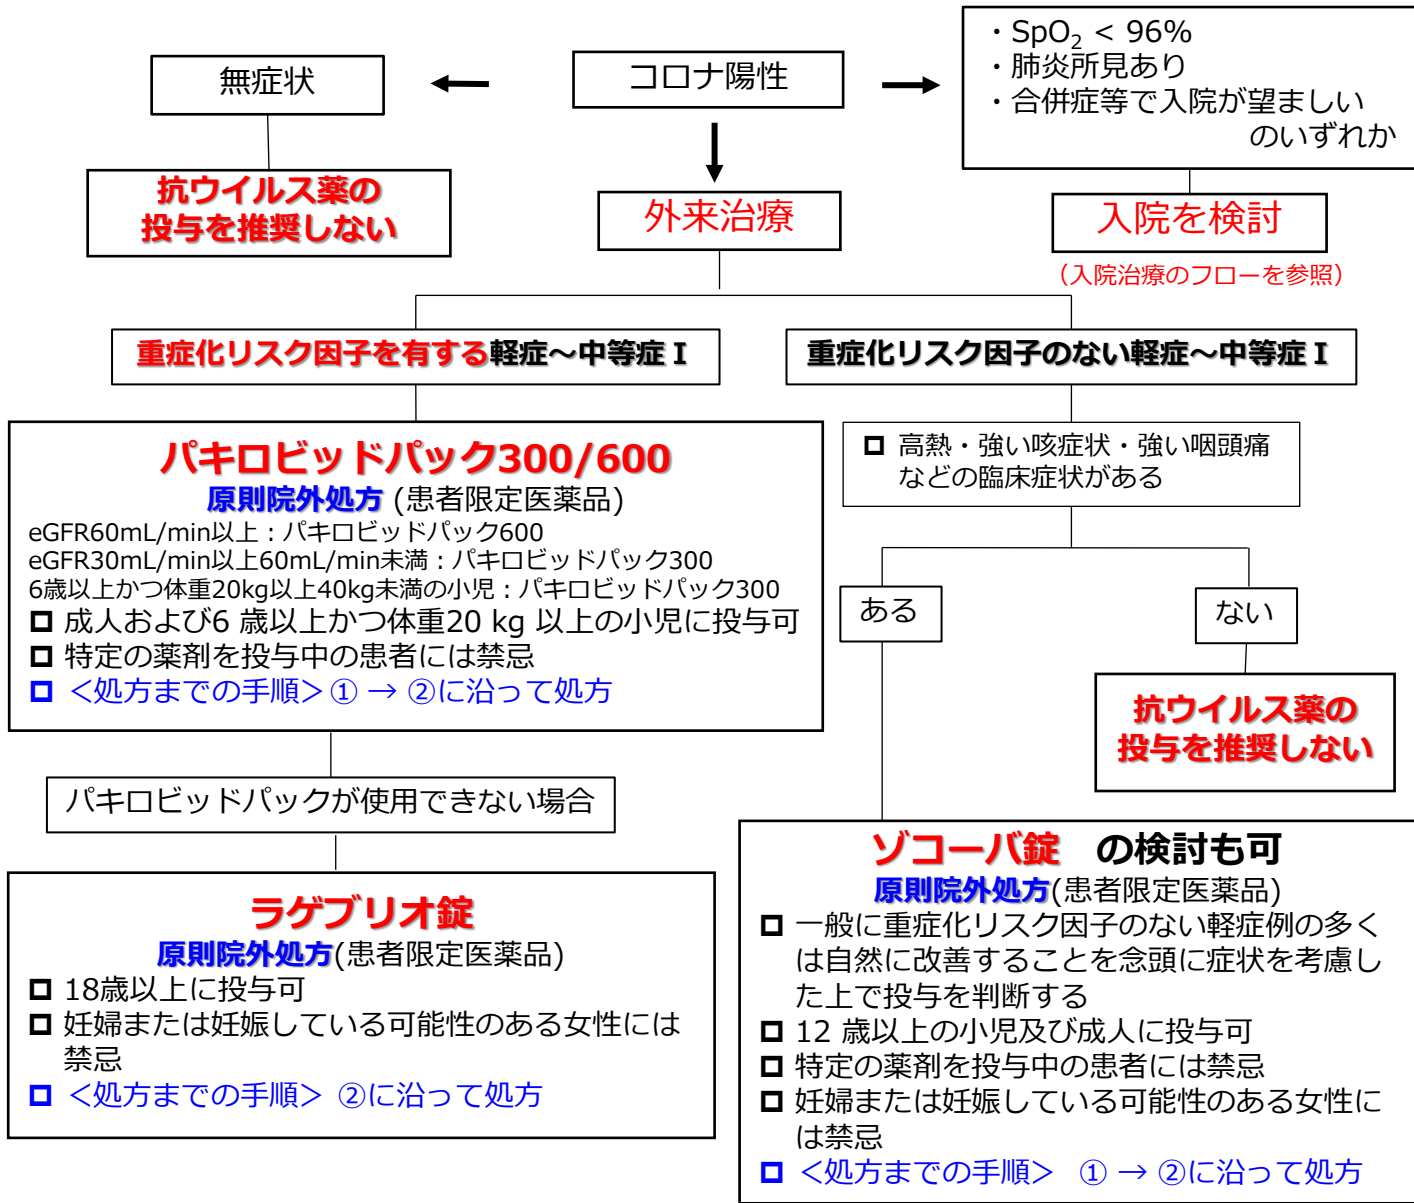 コロナ陽性
無症状
抗ウイルス薬の
投与を推奨しない
・SpO₂ < 96%
・肺炎所見あり
・合併症等で入院が望ましい
のいずれか
入院を検討
（入院治療のフローを参照）
外来治療
重症化リスク因子を有する軽症～中等症Ⅰ
パキロビッドパック300/600
原則院外処方 (患者限定医薬品)
eGFR60mL/min以上：パキロビッドパック600
eGFR30mL/min以上60mL/min未満：パキロビッドパック300
6歳以上かつ体重20kg以上40kg未満の小児：パキロビッドパック300
成人および6 歳以上かつ体重20 kg 以上の小児に投与可
特定の薬剤を投与中の患者には禁忌
＜処方までの手順＞① → ②に沿って処方
パキロビッドパックが使用できない場合
ラゲブリオ錠
原則院外処方(患者限定医薬品)
18歳以上に投与可
妊婦または妊娠している可能性のある女性には
禁忌
＜処方までの手順＞ ②に沿って処方
重症化リスク因子のない軽症～中等症Ⅰ
高熱・強い咳症状・強い咽頭痛
などの臨床症状がある
ある
ない
抗ウイルス薬の
投与を推奨しない
ゾコーバ錠　の検討も可
原則院外処方(患者限定医薬品)
一般に重症化リスク因子のない軽症例の多く
は自然に改善することを念頭に症状を考慮し
た上で投与を判断する
12 歳以上の小児及び成人に投与可
特定の薬剤を投与中の患者には禁忌
妊婦または妊娠している可能性のある女性に
は禁忌
＜処方までの手順＞ ① → ②に沿って処方